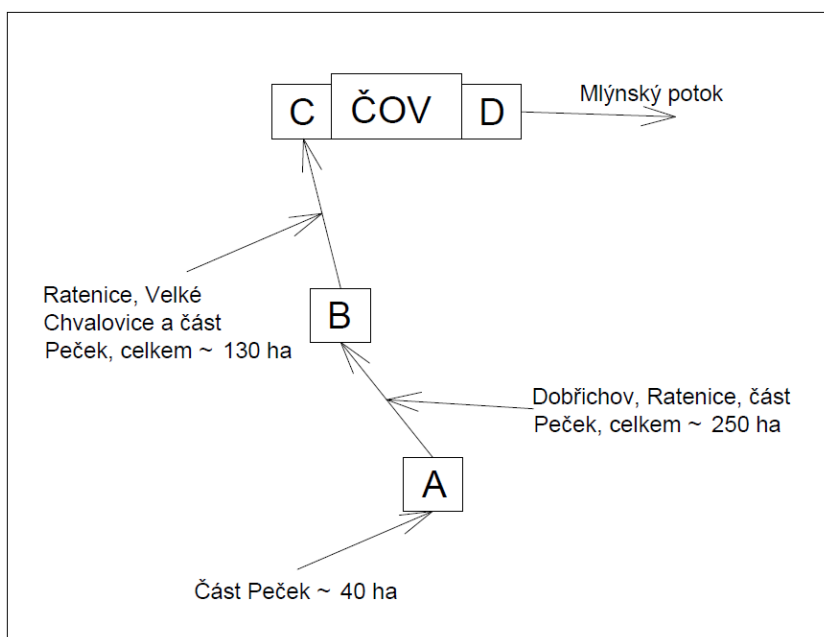 C ČOV D
Mlýnský potok
Ratenice, Velké
Chvalovice a část
Peček, celkem ~ 130 ha
B
Dobřichov, Ratenice, část
Peček, celkem ~ 250 ha
A
Část Peček ~ 40 ha